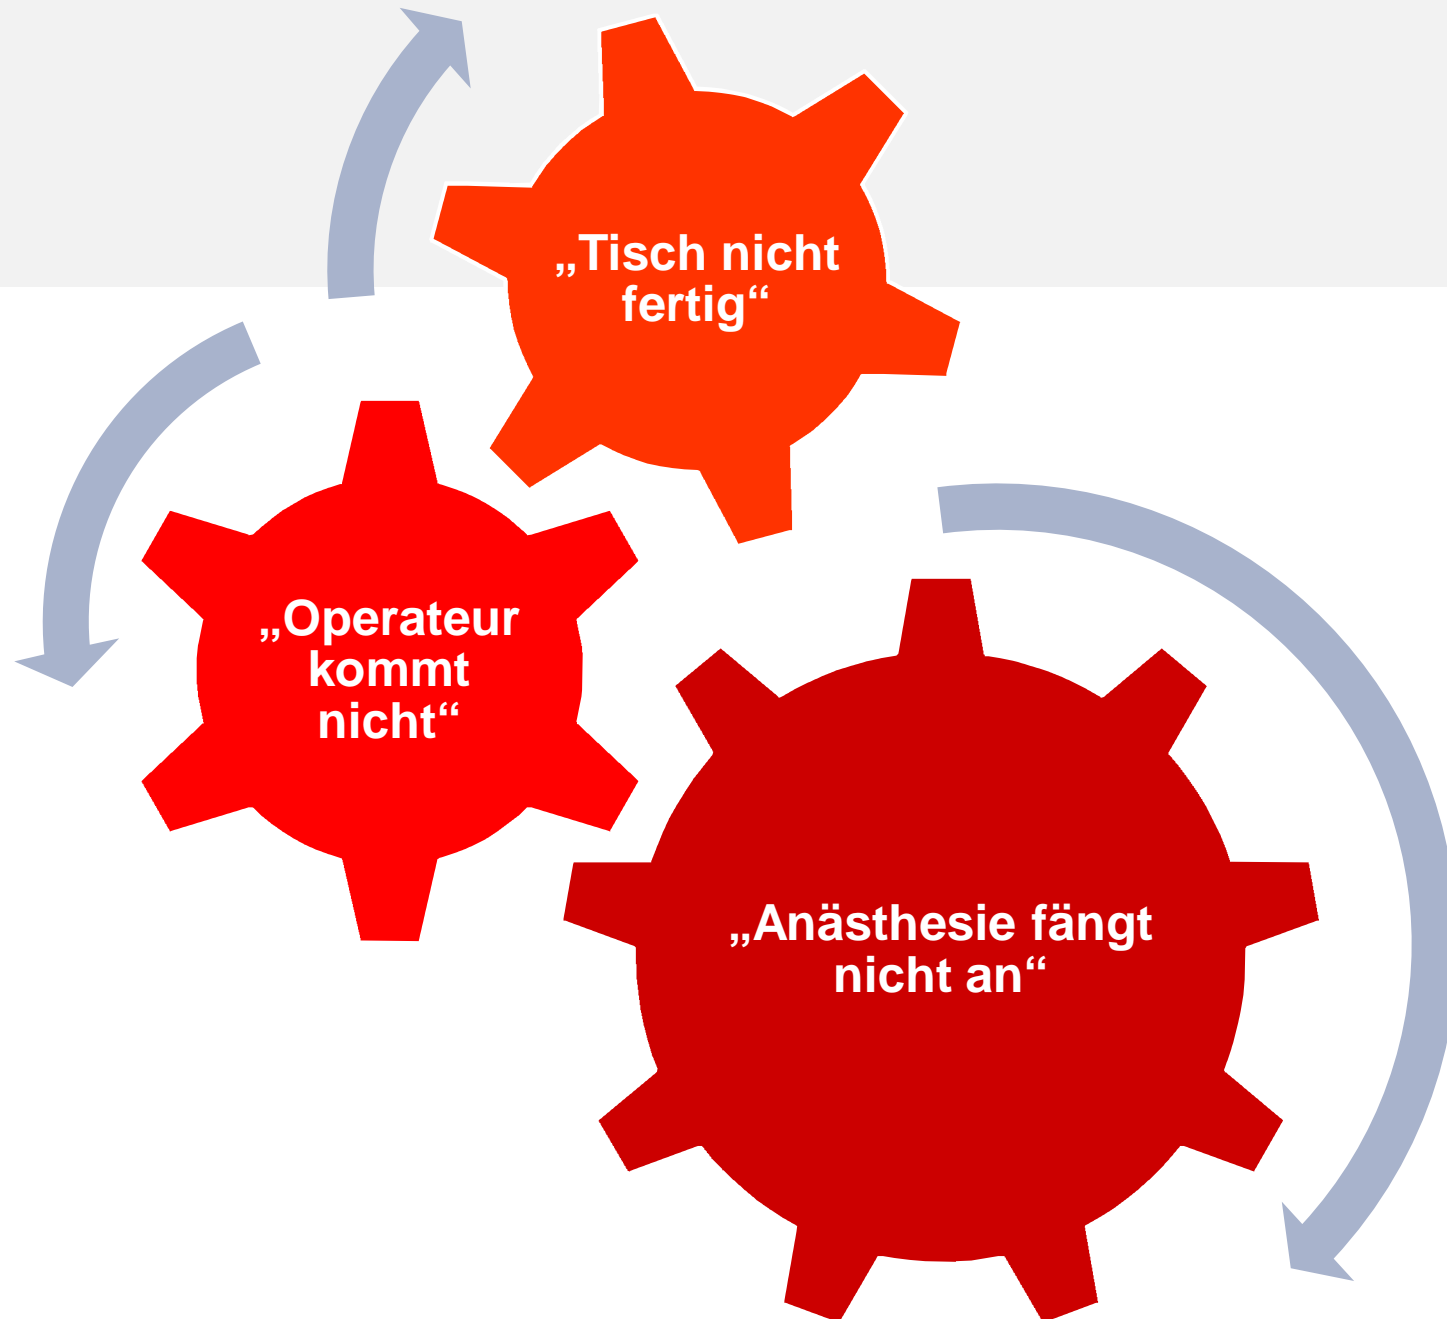 „Tisch nicht
fertig“
„Operateur
kommt
nicht“
„Anästhesie fängt
nicht an“